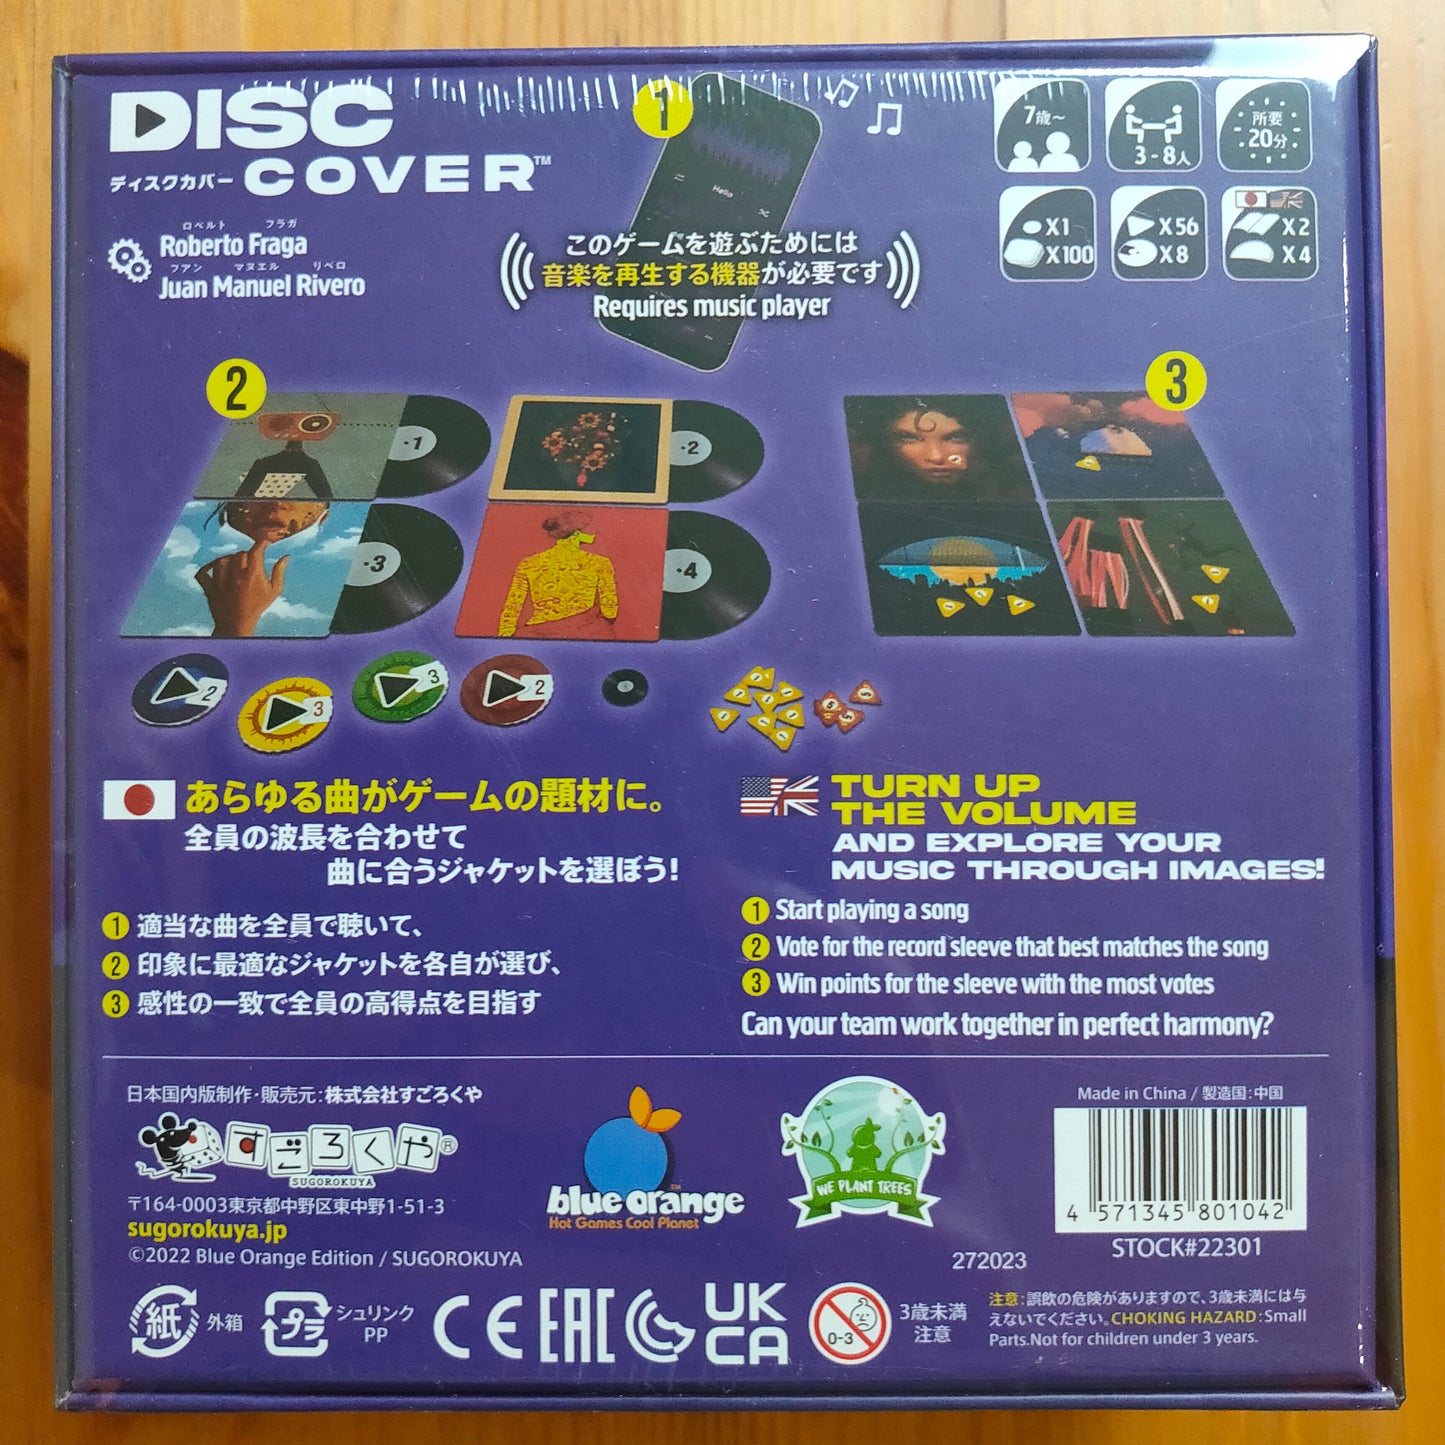 DISC
ディスクカバー COVER™
ロベルト フラガ
Roberto Fraga
フアン マヌエル リベロ
Juan Manuel Rivero
1
Hello
このゲームを遊ぶためには
音楽を再生する機器が必要です
Requires music player
7歳~
3-8人
所要
20分
X1
X100
X56
X8
X2
X4
2
·1
·2
·3
·4
3
2
3
3
2
あらゆる曲がゲームの題材に。
全員の波長を合わせて
曲に合うジャケットを選ぼう!
1 適当な曲を全員で聴いて、
2 印象に最適なジャケットを各自が選び、
3 感性の一致で全員の高得点を目指す
TURN UP
THE VOLUME
AND EXPLORE YOUR
MUSIC THROUGH IMAGES!
1 Start playing a song
2 Vote for the record sleeve that best matches the song
3 Win points for the sleeve with the most votes
Can your team work together in perfect harmony?
日本国内版制作·販売元:株式会社すごろくや
すごろくや®
SUGOROKUYA
〒164-0003東京都中野区東中野1-51-3
sugorokuya.jp
©2022 Blue Orange Edition / SUGOROKUYA
blue orange™
Hot Games Cool Planet
WE PLANT TREES
272023
Made in China / 製造国:中国
4 571345 801042
STOCK#22301
紙 外箱
プラ シュリンク
PP
CE EAC UK
CA
0-3
3歳未満
注意
注意:誤飲の危険がありますので、3歳未満には与
えないでください。CHOKING HAZARD:Small
Parts.Not for children under 3 years.